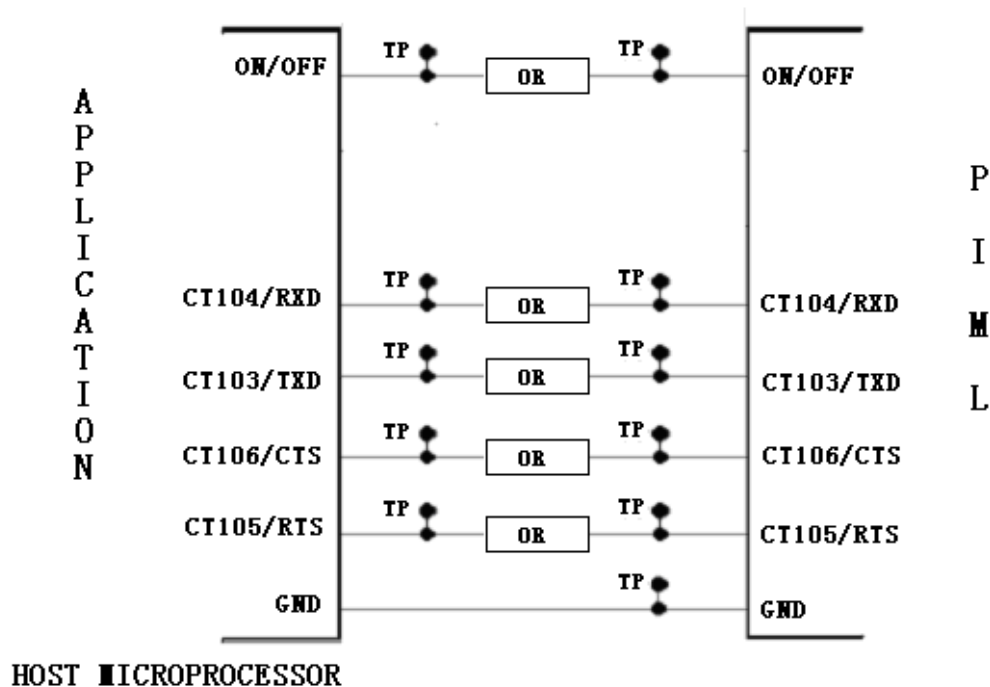 APPLICATION
ON/OFF
TP
OR
TP
ON/OFF
CT104/RXD
TP
OR
TP
CT104/RXD
CT103/TXD
TP
OR
TP
CT103/TXD
CT106/CTS
TP
OR
TP
CT106/CTS
CT105/RTS
TP
OR
TP
CT105/RTS
GND
TP
GND
PIML
HOST MICROPROCESSOR